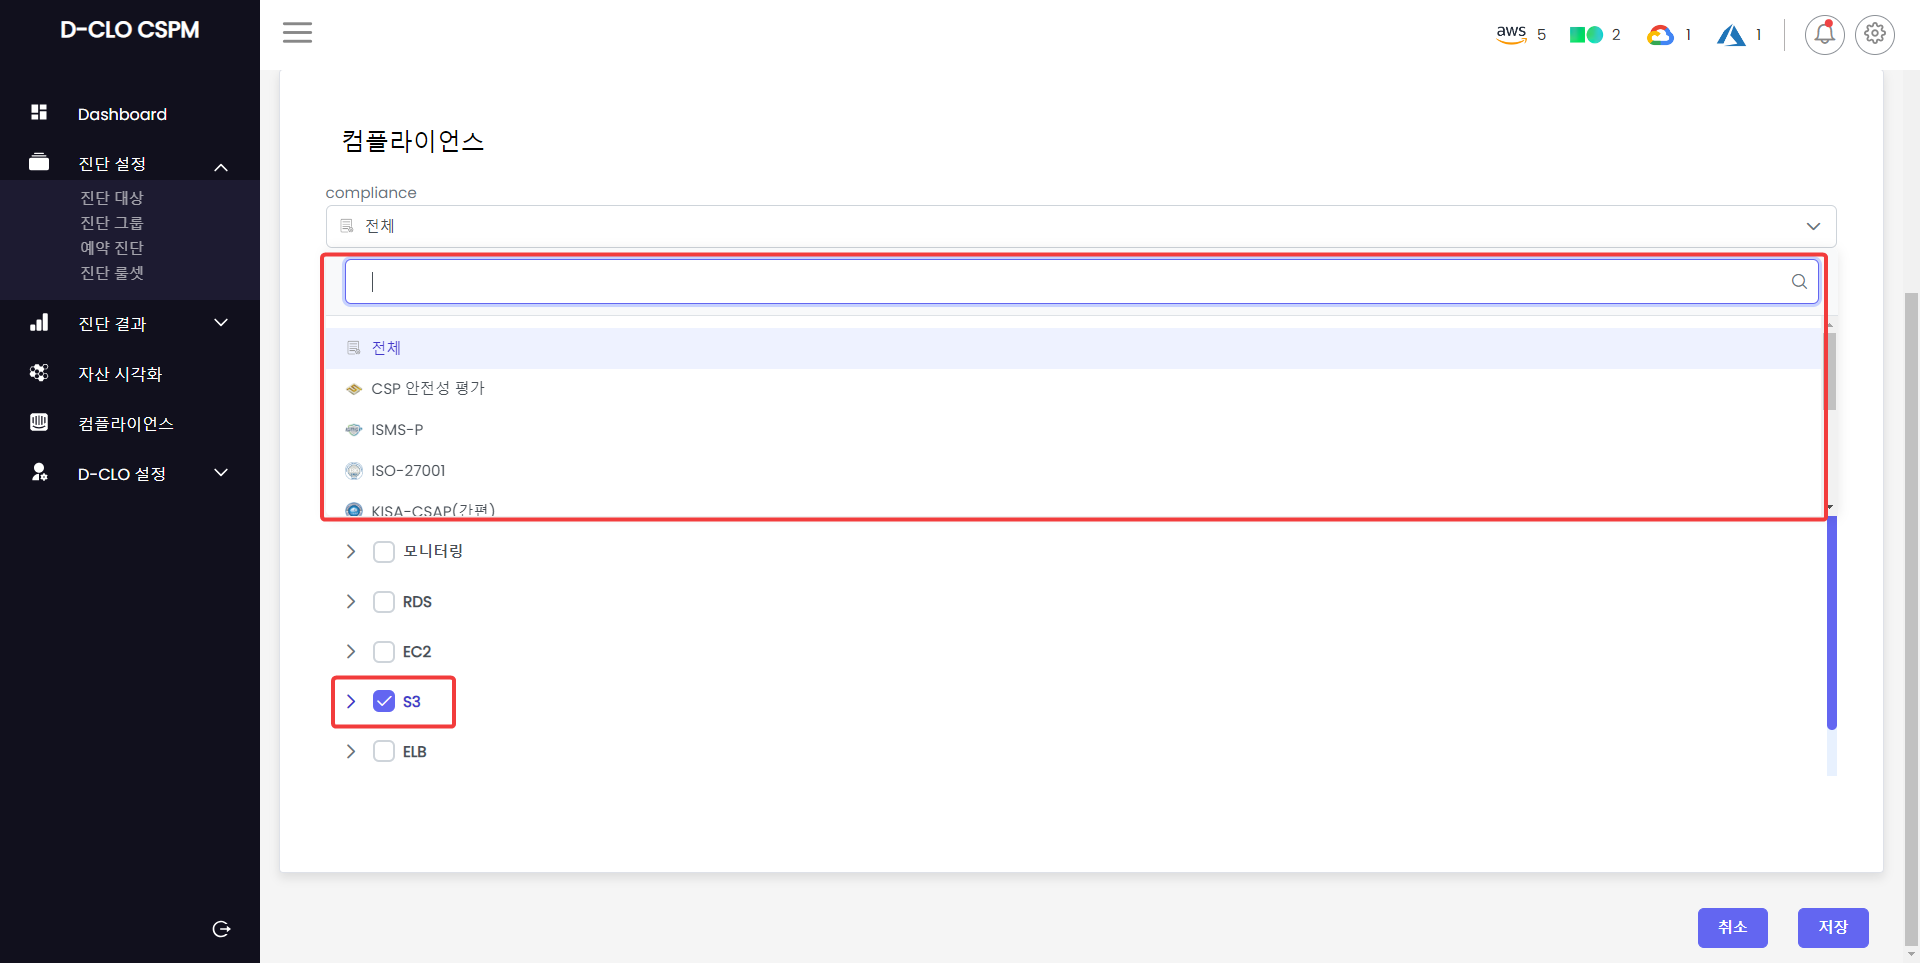 D-CLO CSPM
aws 5 2 1 1
Dashboard
진단 설정
진단 대상
진단 그룹
예약 진단
진단 룰셋
진단 결과
자산 시각화
컴플라이언스
D-CLO 설정
컴플라이언스
compliance
전체
전체
CSP 안전성 평가
ISMS-P
ISO-27001
KISA-CSAP(간편)
모니터링
RDS
EC2
S3
ELB
취소
저장